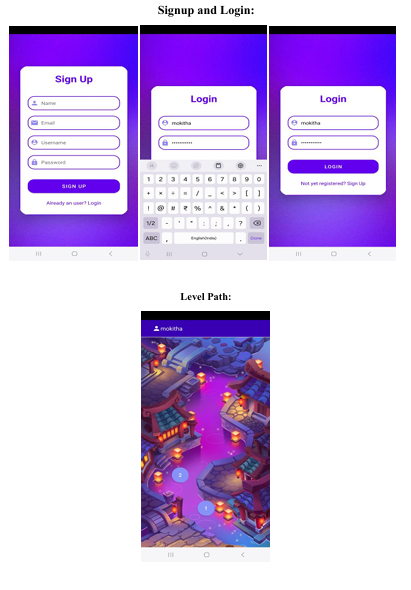 Signup and Login:
Sign Up
Name
Email
Username
Password
SIGN UP
Already an user? Login
Login
mokitha
••••••••••
1 2 3 4 5 6 7 8 9 0
+ × ÷ = / _ < > [ ]
! @ # ₹ % ^ & * ( )
1/2 - ' " : ; , ?
ABC , English(India) . Done
Login
mokitha
••••••••••
LOGIN
Not yet registered? Sign Up
Level Path:
mokitha
2
1